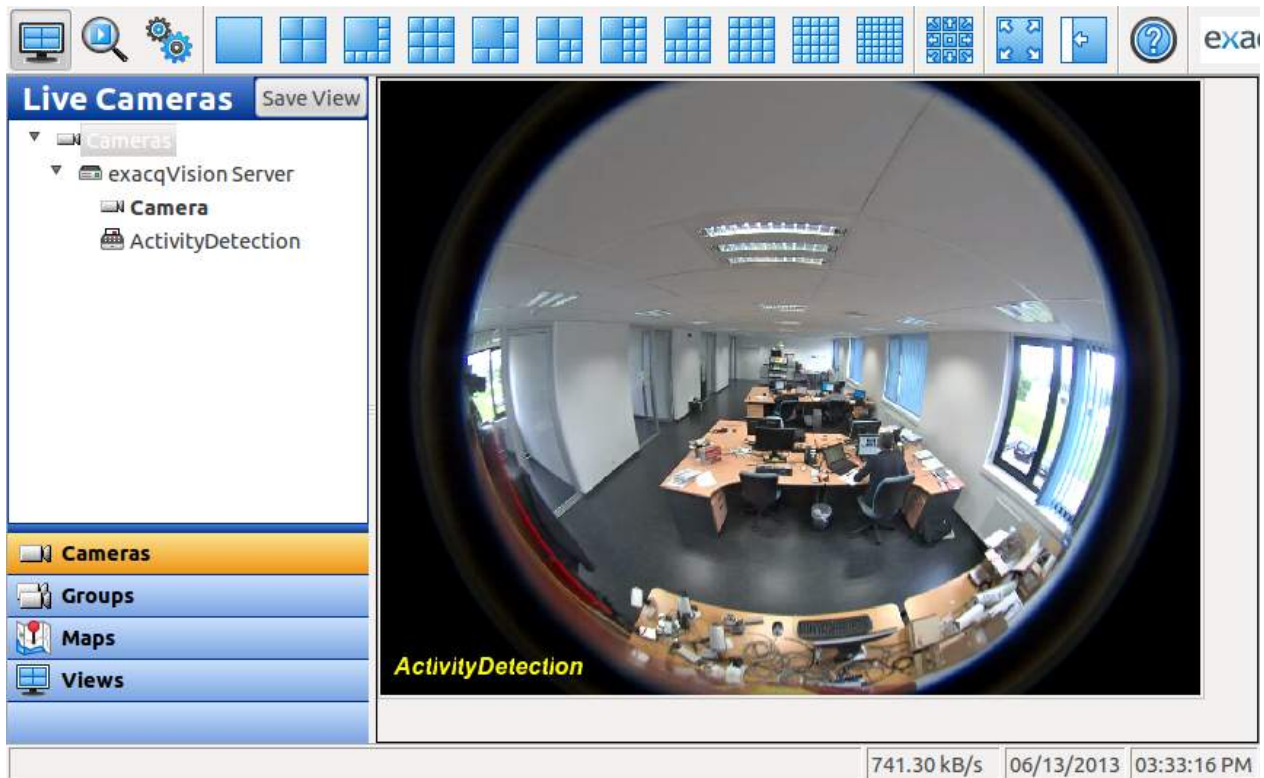 exac
Live Cameras
Save View
Cameras
exacqVision Server
Camera
ActivityDetection
Cameras
Groups
Maps
Views
ActivityDetection
741.30 kB/s
06/13/2013
03:33:16 PM